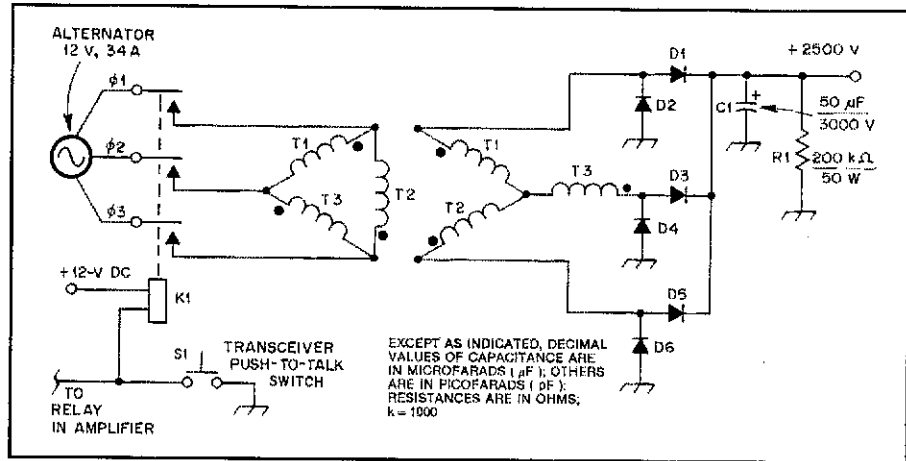 ALTERNATOR
12 V, 34 A
ϕ1
ϕ2
ϕ3
T1
T3
T2
T1
T2
T3
D1
D2
D3
D4
D5
D6
+2500 V
C1
+
50 µF
3000 V
R1
200 kΩ
50 W
+12-V DC
K1
S1
TRANSCEIVER
PUSH-TO-TALK
SWITCH
TO
RELAY
IN AMPLIFIER
EXCEPT AS INDICATED, DECIMAL
VALUES OF CAPACITANCE ARE
IN MICROFARADS (µF); OTHERS
ARE IN PICOFARADS (pF);
RESISTANCES ARE IN OHMS;
k=1000